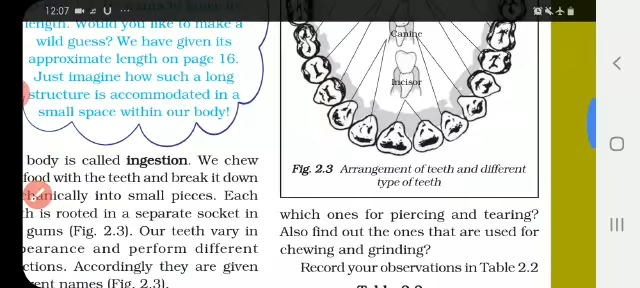 12:07
length. Would you like to make a
wild guess? We have given its
approximate length on page 16.
Just imagine how such a long
structure is accommodated in a
small space within our body!
body is called ingestion. We chew
food with the teeth and break it down
mechanically into small pieces. Each
is rooted in a separate socket in
gums (Fig. 2.3). Our teeth vary in
and perform different
Accordingly they are given
names (Fig. 2.3).
Canine
Incisor
Fig. 2.3 Arrangement of teeth and different
type of teeth
which ones for piercing and tearing?
Also find out the ones that are used for
chewing and grinding?
Record your observations in Table 2.2